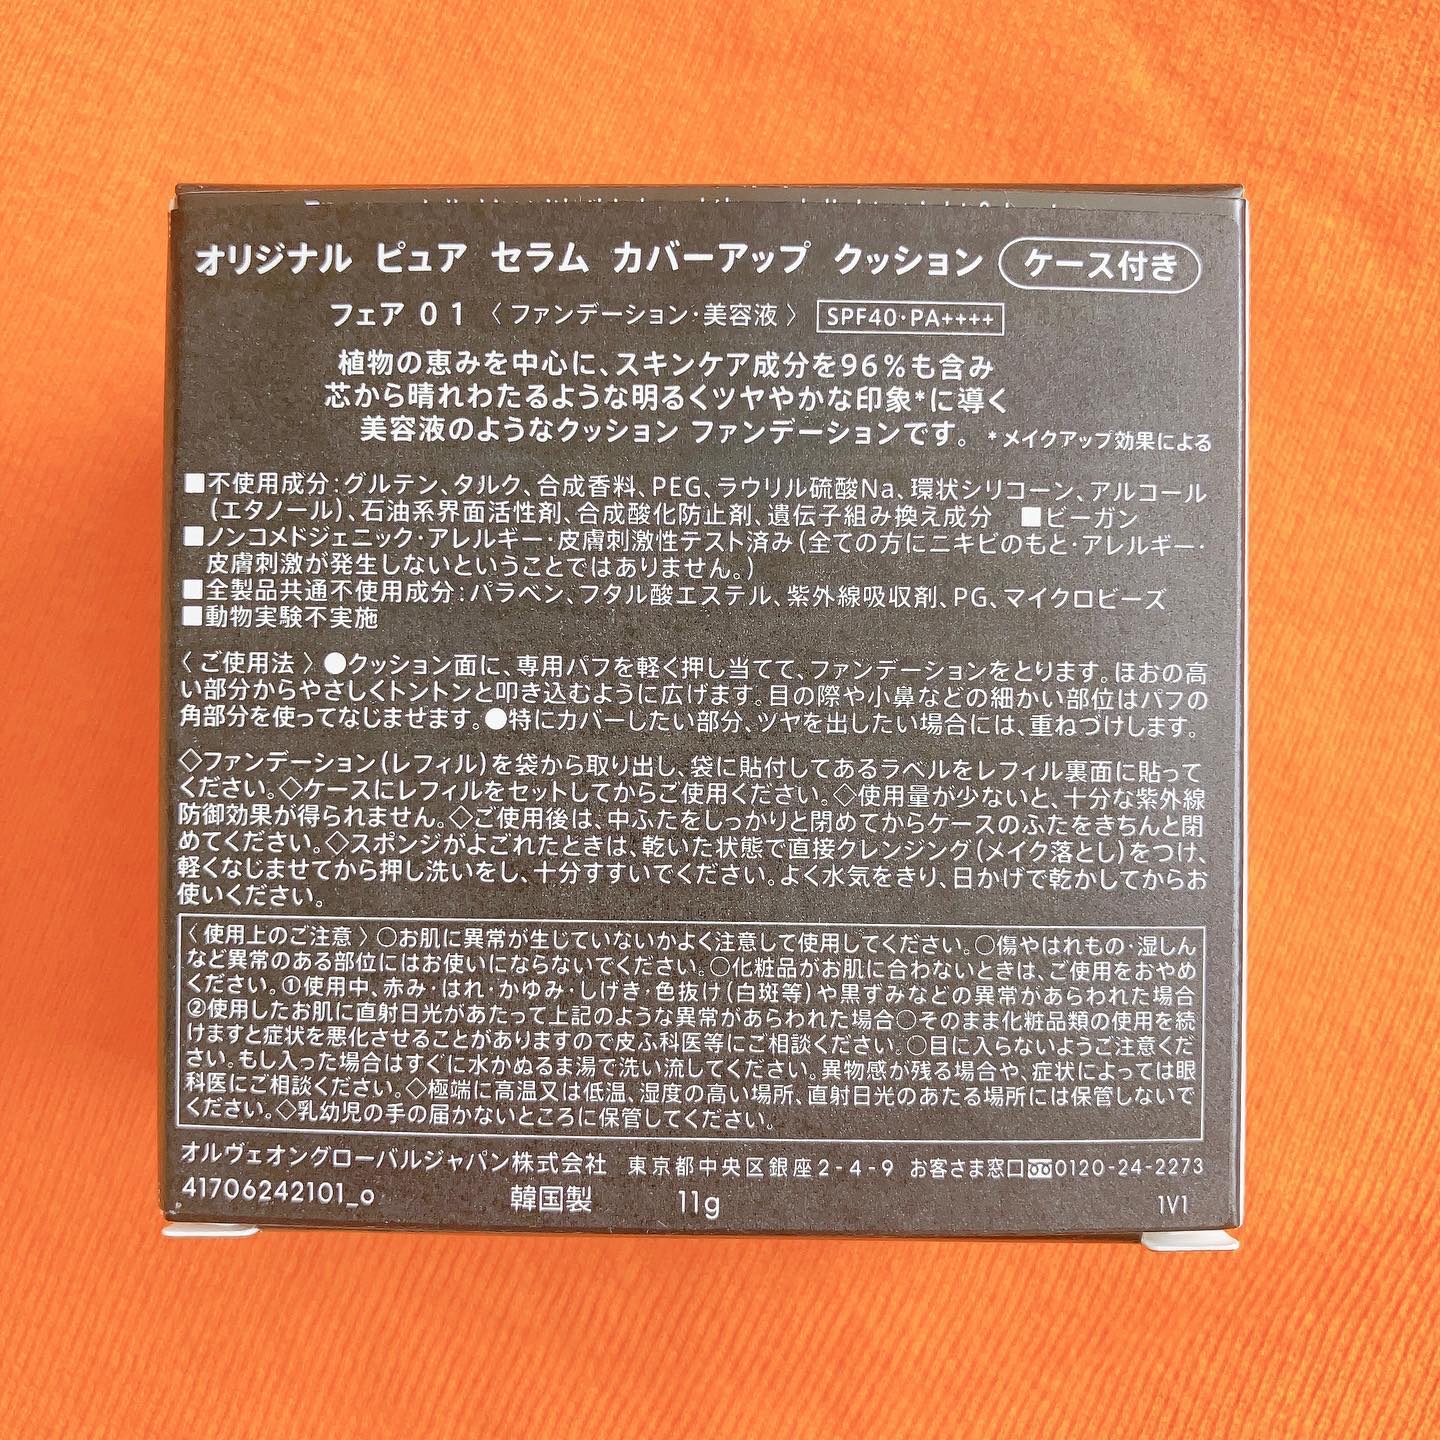 オリジナル ピュア セラム カバーアップ クッション ケース付き
フェア 01 〈ファンデーション・美容液〉 SPF40・PA++++
植物の恵みを中心に、スキンケア成分を96%も含み
芯から晴れわたるような明るくツヤやかな印象*に導く
美容液のようなクッション ファンデーションです。 *メイクアップ効果による
■不使用成分:グルテン、タルク、合成香料、PEG、ラウリル硫酸Na、環状シリコーン、アルコール
(エタノール)、石油系界面活性剤、合成酸化防止剤、遺伝子組み換え成分 ■ビーガン
■ノンコメドジェニック・アレルギー・皮膚刺激性テスト済み(全ての方にニキビのもと・アレルギー・
皮膚刺激が発生しないということではありません。)
■全製品共通不使用成分:パラベン、フタル酸エステル、紫外線吸収剤、PG、マイクロビーズ
■動物実験不実施
〈 ご使用法 〉●クッション面に、専用パフを軽く押し当てて、ファンデーションをとります。ほおの高
い部分からやさしくトントンと叩き込むように広げます。目の際や小鼻などの細かい部位はパフの
角部分を使ってなじませます。●特にカバーしたい部分、ツヤを出したい場合には、重ねづけします。
◇ファンデーション(レフィル)を袋から取り出し、袋に貼付してあるラベルをレフィル裏面に貼って
ください。◇ケースにレフィルをセットしてからご使用ください。◇使用量が少ないと、十分な紫外線
防御効果が得られません。◇ご使用後は、中ふたをしっかりと閉めてからケースのふたをきちんと閉
めてください。◇スポンジがよごれたときは、乾いた状態で直接クレンジング(メイク落とし)をつけ、
軽くなじませてから押し洗いをし、十分すすいでください。よく水気をきり、日かげで乾かしてからお
使いください。
〈 使用上のご注意 〉○お肌に異常が生じていないかよく注意して使用してください。○傷やはれもの・湿しん
など異常のある部位にはお使いにならないでください。○化粧品がお肌に合わないときは、ご使用をおやめ
ください。①使用中、赤み・はれ・かゆみ・しげき・色抜け(白斑等)や黒ずみなどの異常があらわれた場合
②使用したお肌に直射日光があたって上記のような異常があらわれた場合○そのまま化粧品類の使用を続
けますと症状を悪化させることがありますので皮ふ科医等にご相談ください。○目に入らないようご注意くだ
さい。もし入った場合はすぐに水かぬるま湯で洗い流してください。異物感が残る場合や、症状によっては眼
科医にご相談ください。◇極端に高温又は低温、湿度の高い場所、直射日光のあたる場所には保管しないで
ください。◇乳幼児の手の届かないところに保管してください。
オルヴェオングローバルジャパン株式会社 東京都中央区銀座2-4-9 お客さま窓口 0120-24-2273
41706242101_o 韓国製 11g 1V1